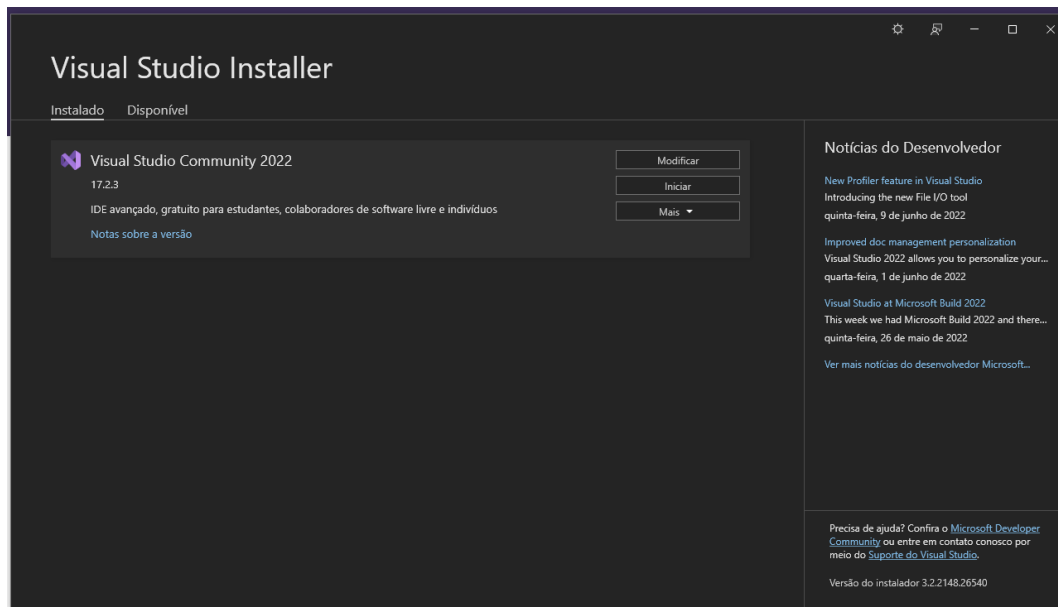 Visual Studio Installer
Instalado Disponível
Visual Studio Community 2022
17.2.3
IDE avançado, gratuito para estudantes, colaboradores de software livre e indivíduos
Notas sobre a versão
Modificar
Iniciar
Mais
Notícias do Desenvolvedor
New Profiler feature in Visual Studio
Introducing the new File I/O tool
quinta-feira, 9 de junho de 2022
Improved doc management personalization
Visual Studio 2022 allows you to personalize your...
quarta-feira, 1 de junho de 2022
Visual Studio at Microsoft Build 2022
This week we had Microsoft Build 2022 and there...
quinta-feira, 26 de maio de 2022
Ver mais notícias do desenvolvedor Microsoft...
Precisa de ajuda? Confira o Microsoft Developer
Community ou entre em contato conosco por
meio do Suporte do Visual Studio.
Versão do instalador 3.2.2148.26540